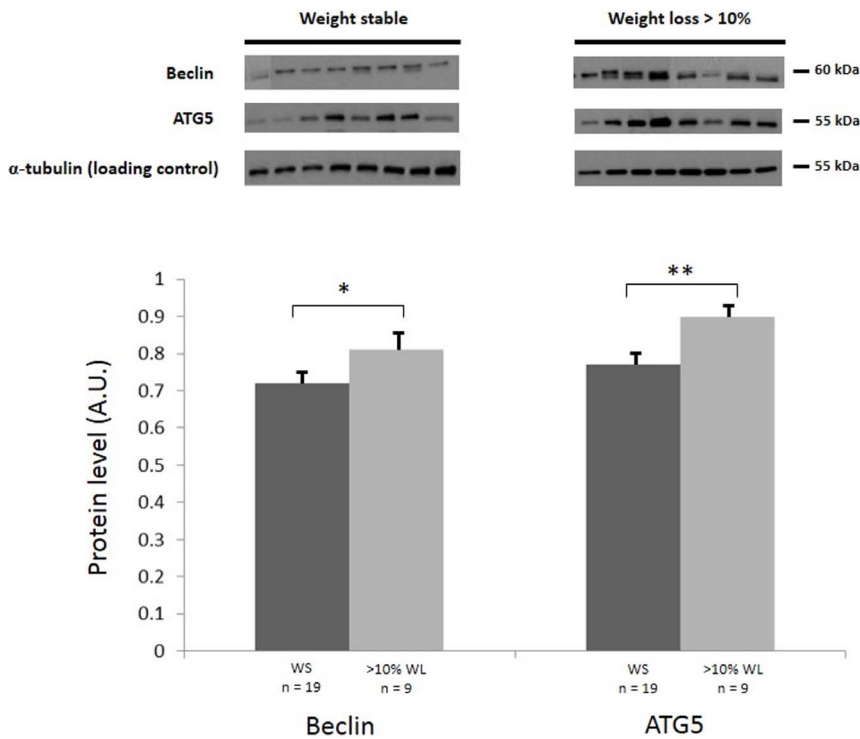 Weight stable
Weight loss > 10%
Beclin
60 kDa
ATG5
55 kDa
α-tubulin (loading control)
55 kDa
Protein level (A.U.)
1
0.9
0.8
0.7
0.6
0.5
0.4
0.3
0.2
0.1
0
*
**
WS
n = 19
>10% WL
n = 9
WS
n = 19
>10% WL
n = 9
Beclin
ATG5